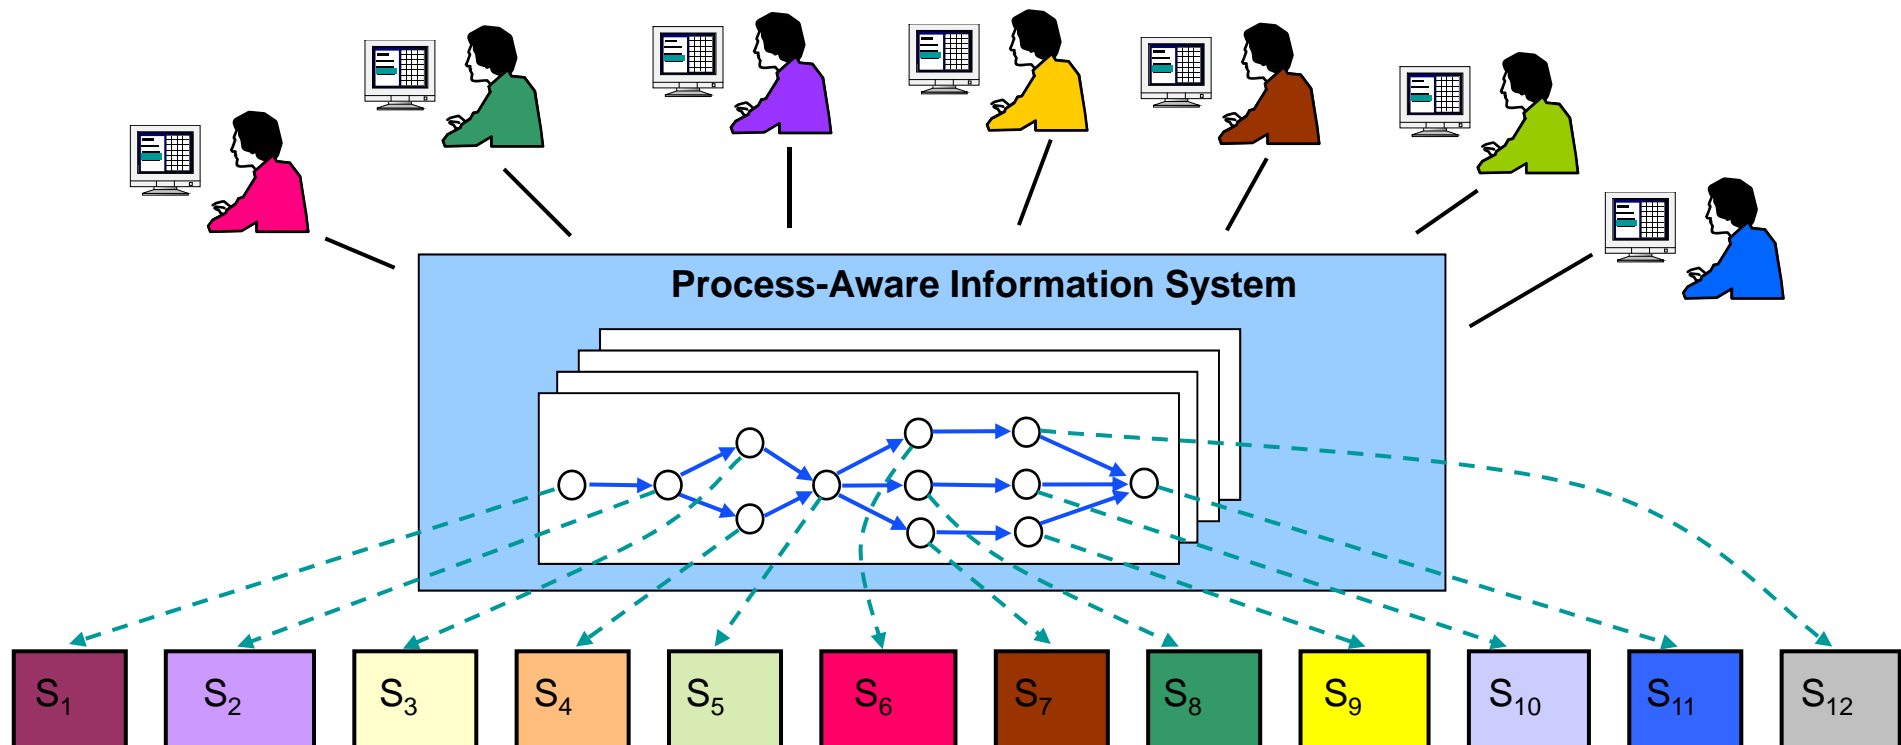 Process-Aware Information System
S₁ S₂ S₃ S₄ S₅ S₆ S₇ S₈ S₉ S₁₀ S₁₁ S₁₂